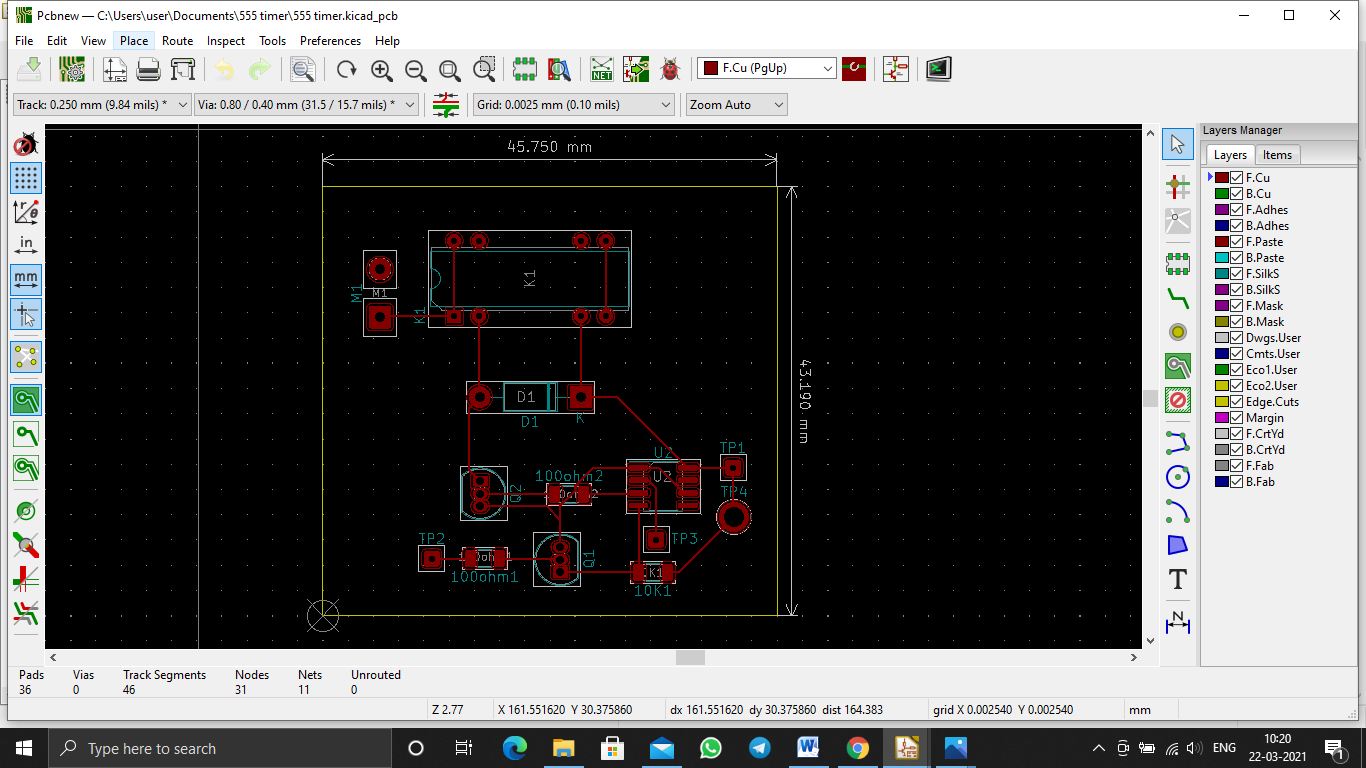 Pcbnew — C:\Users\user\Documents\555 timer\555 timer.kicad_pcb
File Edit View Place Route Inspect Tools Preferences Help
NET
F.Cu (PgUp)
Track: 0.250 mm (9.84 mils) *
Via: 0.80 / 0.40 mm (31.5 / 15.7 mils) *
Grid: 0.0025 mm (0.10 mils)
Zoom Auto
in
mm
45.750 mm
43.190 mm
K1
M1
M1
K1
D1
D1
K
U2
TP1
100ohm2
U2
Q2
TP4
TP2
TP3
Q1
100ohm1
K1
10K1
T
N
Layers Manager
Layers Items
F.Cu
B.Cu
F.Adhes
B.Adhes
F.Paste
B.Paste
F.SilkS
B.SilkS
F.Mask
B.Mask
Dwgs.User
Cmts.User
Eco1.User
Eco2.User
Edge.Cuts
Margin
F.CrtYd
B.CrtYd
F.Fab
B.Fab
Pads Vias Track Segments Nodes Nets Unrouted
36 0 46 31 11 0
Z 2.77 X 161.551620 Y 30.375860 dx 161.551620 dy 30.375860 dist 164.383 grid X 0.002540 Y 0.002540 mm
Type here to search
ENG
10:20
22-03-2021
1